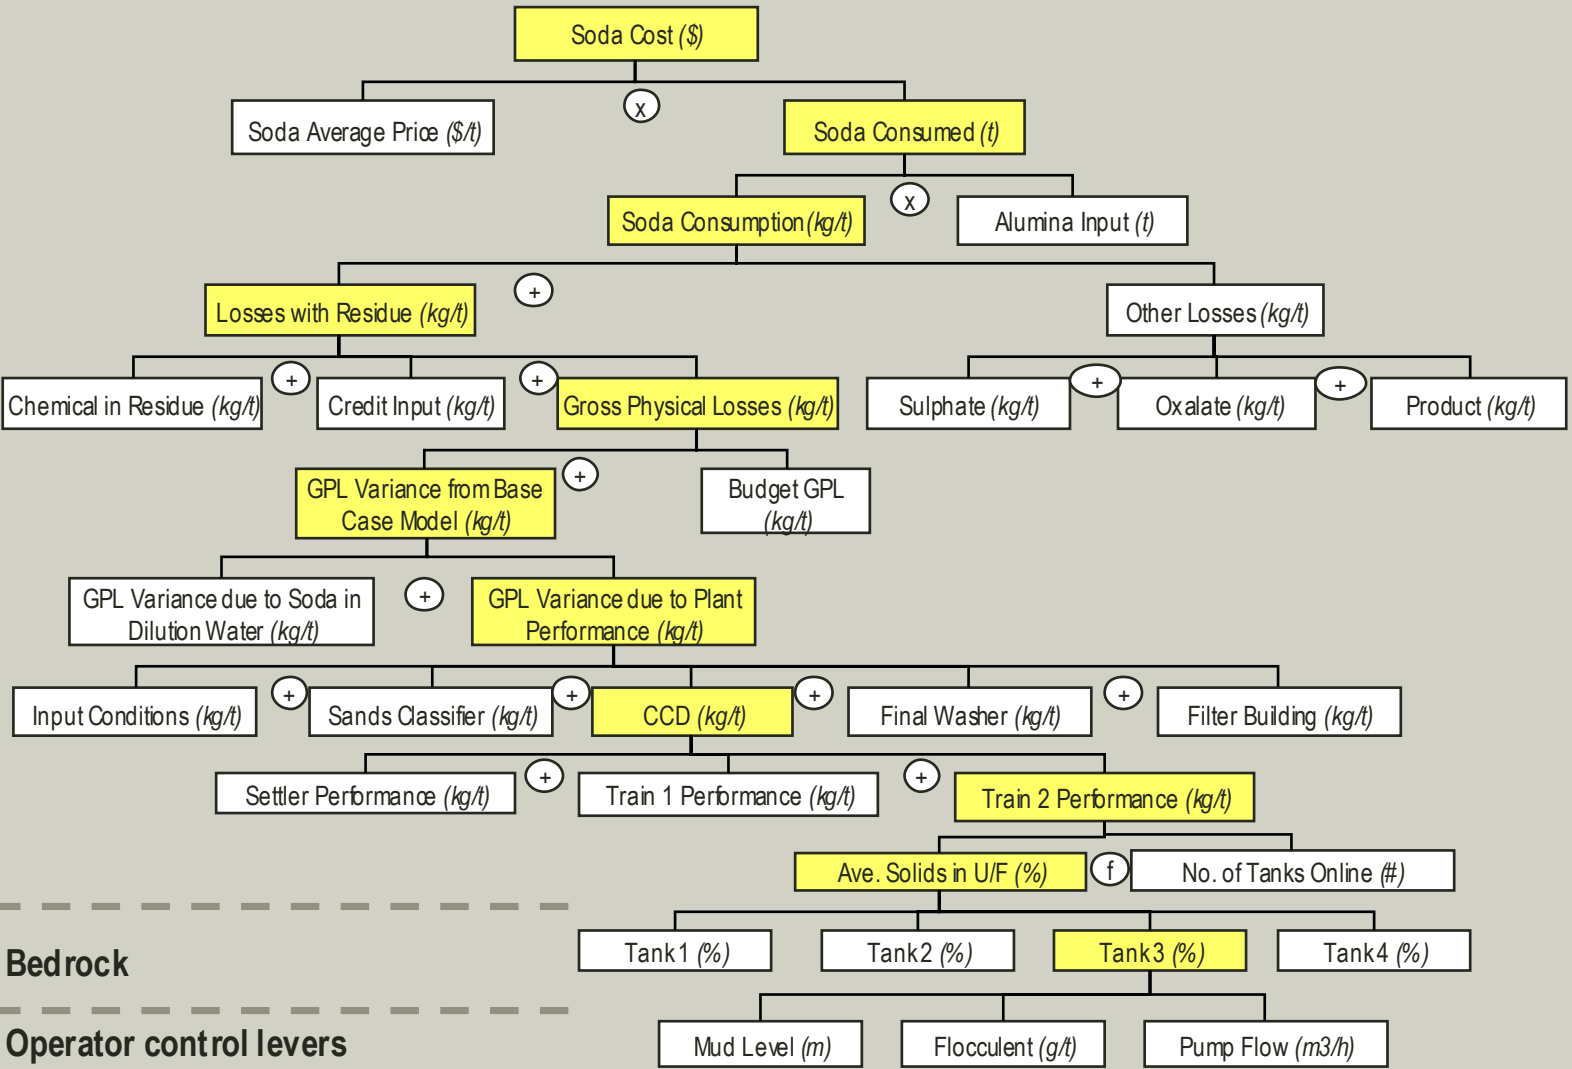 Soda Cost ($)
Soda Average Price ($/t)
x
Soda Consumed (t)
Soda Consumption (kg/t)
x
Alumina Input (t)
Losses with Residue (kg/t)
+
Other Losses (kg/t)
Chemical in Residue (kg/t)
+
Credit Input (kg/t)
+
Gross Physical Losses (kg/t)
Sulphate (kg/t)
+
Oxalate (kg/t)
+
Product (kg/t)
GPL Variance from Base
Case Model (kg/t)
+
Budget GPL
(kg/t)
GPL Variance due to Soda in
Dilution Water (kg/t)
+
GPL Variance due to Plant
Performance (kg/t)
Input Conditions (kg/t)
+
Sands Classifier (kg/t)
+
CCD (kg/t)
+
Final Washer (kg/t)
+
Filter Building (kg/t)
Settler Performance (kg/t)
+
Train 1 Performance (kg/t)
+
Train 2 Performance (kg/t)
Ave. Solids in U/F (%)
f
No. of Tanks Online (#)
Bedrock
Tank1 (%)
Tank2 (%)
Tank3 (%)
Tank4 (%)
Operator control levers
Mud Level (m)
Flocculent (g/t)
Pump Flow (m3/h)